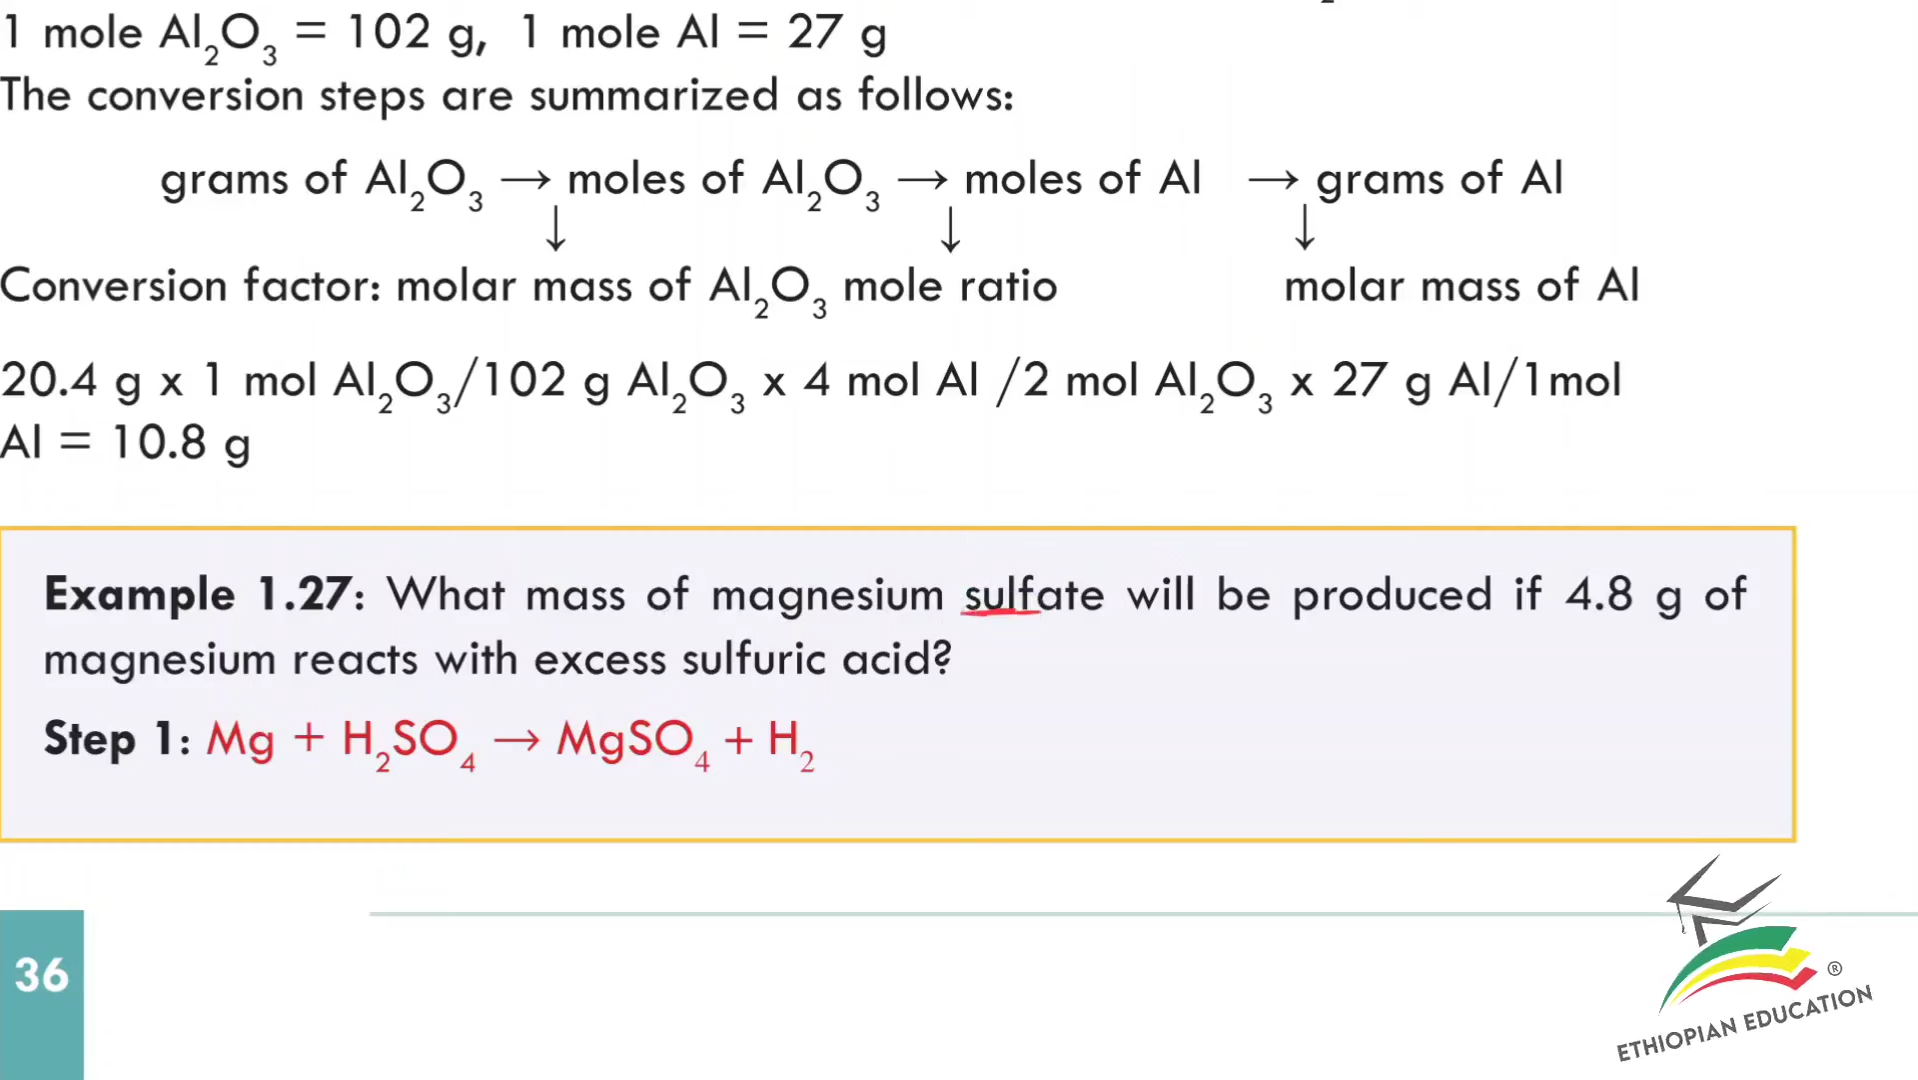 1 mole Al₂O₃ = 102 g, 1 mole Al = 27 g
The conversion steps are summarized as follows:
grams of Al₂O₃ → moles of Al₂O₃ → moles of Al → grams of Al
↓ ↓ ↓
Conversion factor: molar mass of Al₂O₃ mole ratio molar mass of Al
20.4 g x 1 mol Al₂O₃/102 g Al₂O₃ x 4 mol Al /2 mol Al₂O₃ x 27 g Al/1mol
Al = 10.8 g
Example 1.27: What mass of magnesium sulfate will be produced if 4.8 g of
magnesium reacts with excess sulfuric acid?
Step 1: Mg + H₂SO₄ → MgSO₄ + H₂
36
®
ETHIOPIAN EDUCATION